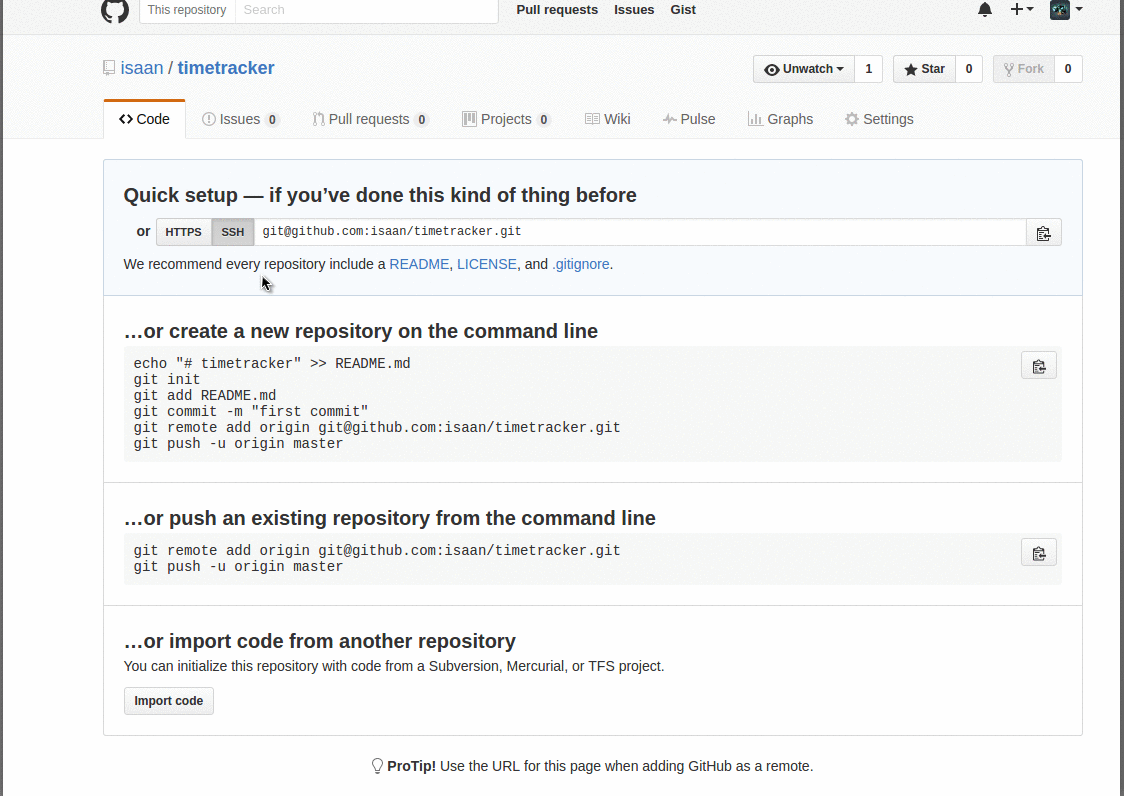 This repository Search Pull requests Issues Gist
isaan / timetracker Unwatch 1 Star 0 Fork 0
Code Issues 0 Pull requests 0 Projects 0 Wiki Pulse Graphs Settings
Quick setup — if you’ve done this kind of thing before
or HTTPS SSH git@github.com:isaan/timetracker.git
We recommend every repository include a README, LICENSE, and .gitignore.
…or create a new repository on the command line
echo "# timetracker" >> README.md
git init
git add README.md
git commit -m "first commit"
git remote add origin git@github.com:isaan/timetracker.git
git push -u origin master
…or push an existing repository from the command line
git remote add origin git@github.com:isaan/timetracker.git
git push -u origin master
…or import code from another repository
You can initialize this repository with code from a Subversion, Mercurial, or TFS project.
Import code
ProTip! Use the URL for this page when adding GitHub as a remote.